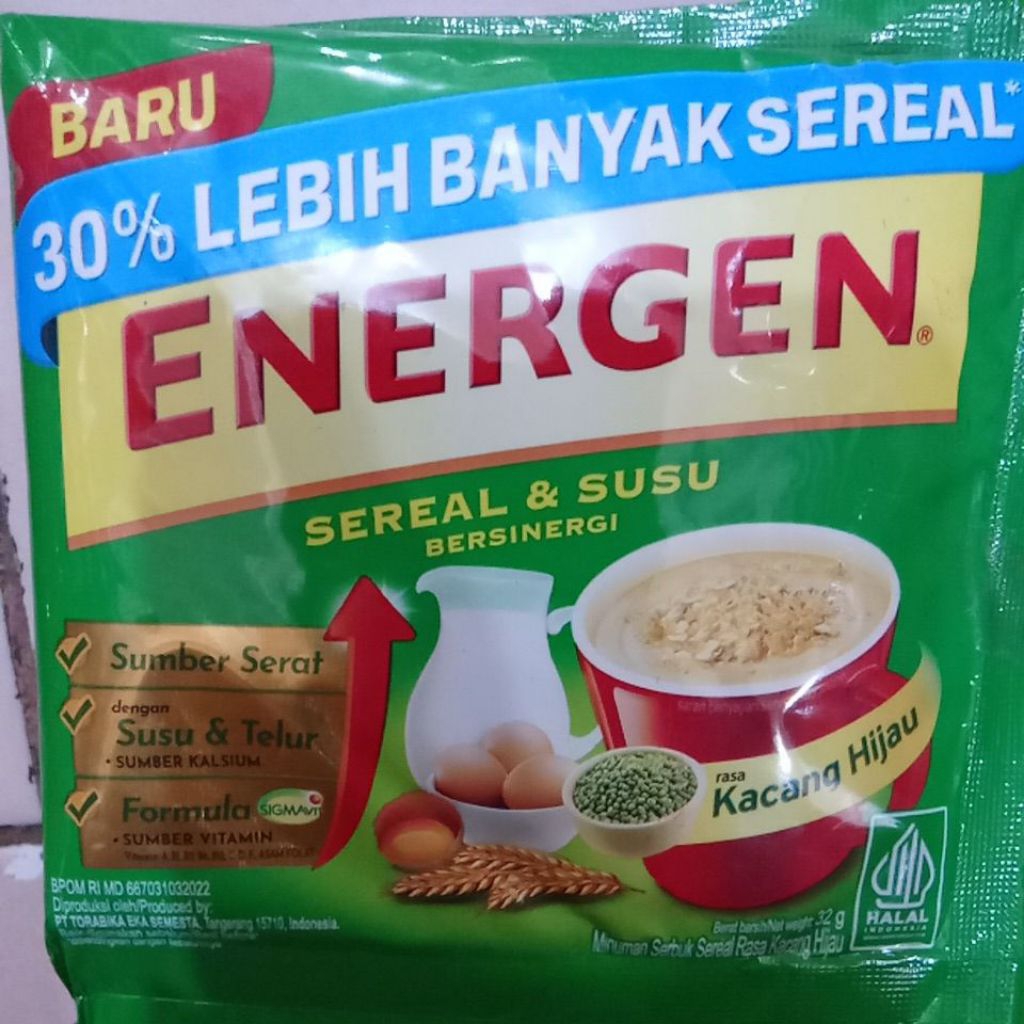 BARU
30% LEBIH BANYAK SEREAL*
ENERGEN®
SEREAL & SUSU
BERSINERGI
Sumber Serat
dengan
Susu & Telur
• SUMBER KALSIUM
Formula SIGMAVIT
• SUMBER VITAMIN
rasa
Kacang Hijau
BPOM RI MD 667031032022
Diproduksi oleh/Produced by:
PT TORABIKA EKA SEMESTA, Tangerang 15710, Indonesia.
Berat bersih/Net weight: 32 g
Minuman Serbuk Sereal Rasa Kacang Hijau
HALAL
INDONESIA